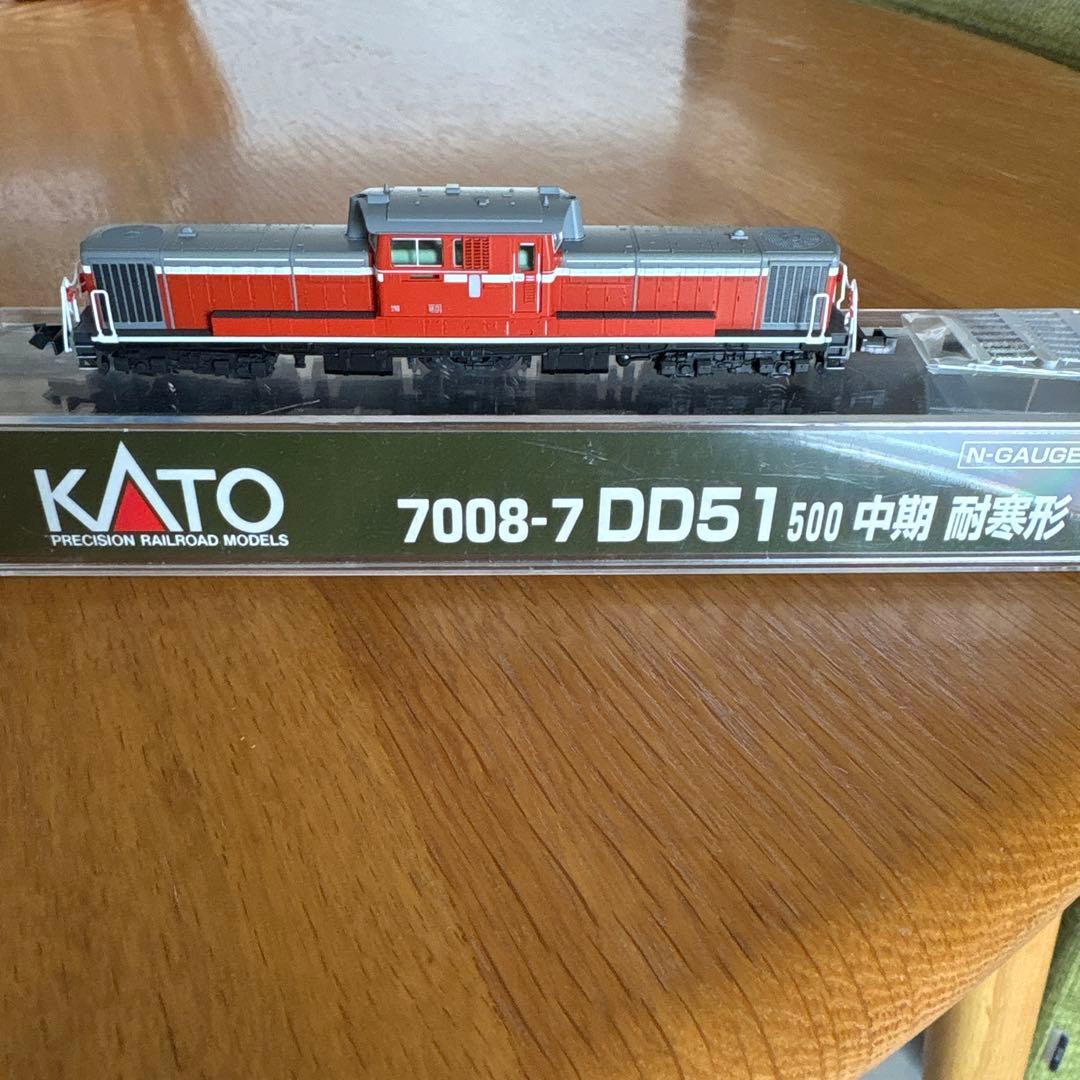 N-GAUGE
KATO
PRECISION RAILROAD MODELS
7008-7 DD51 500 中期 耐寒形